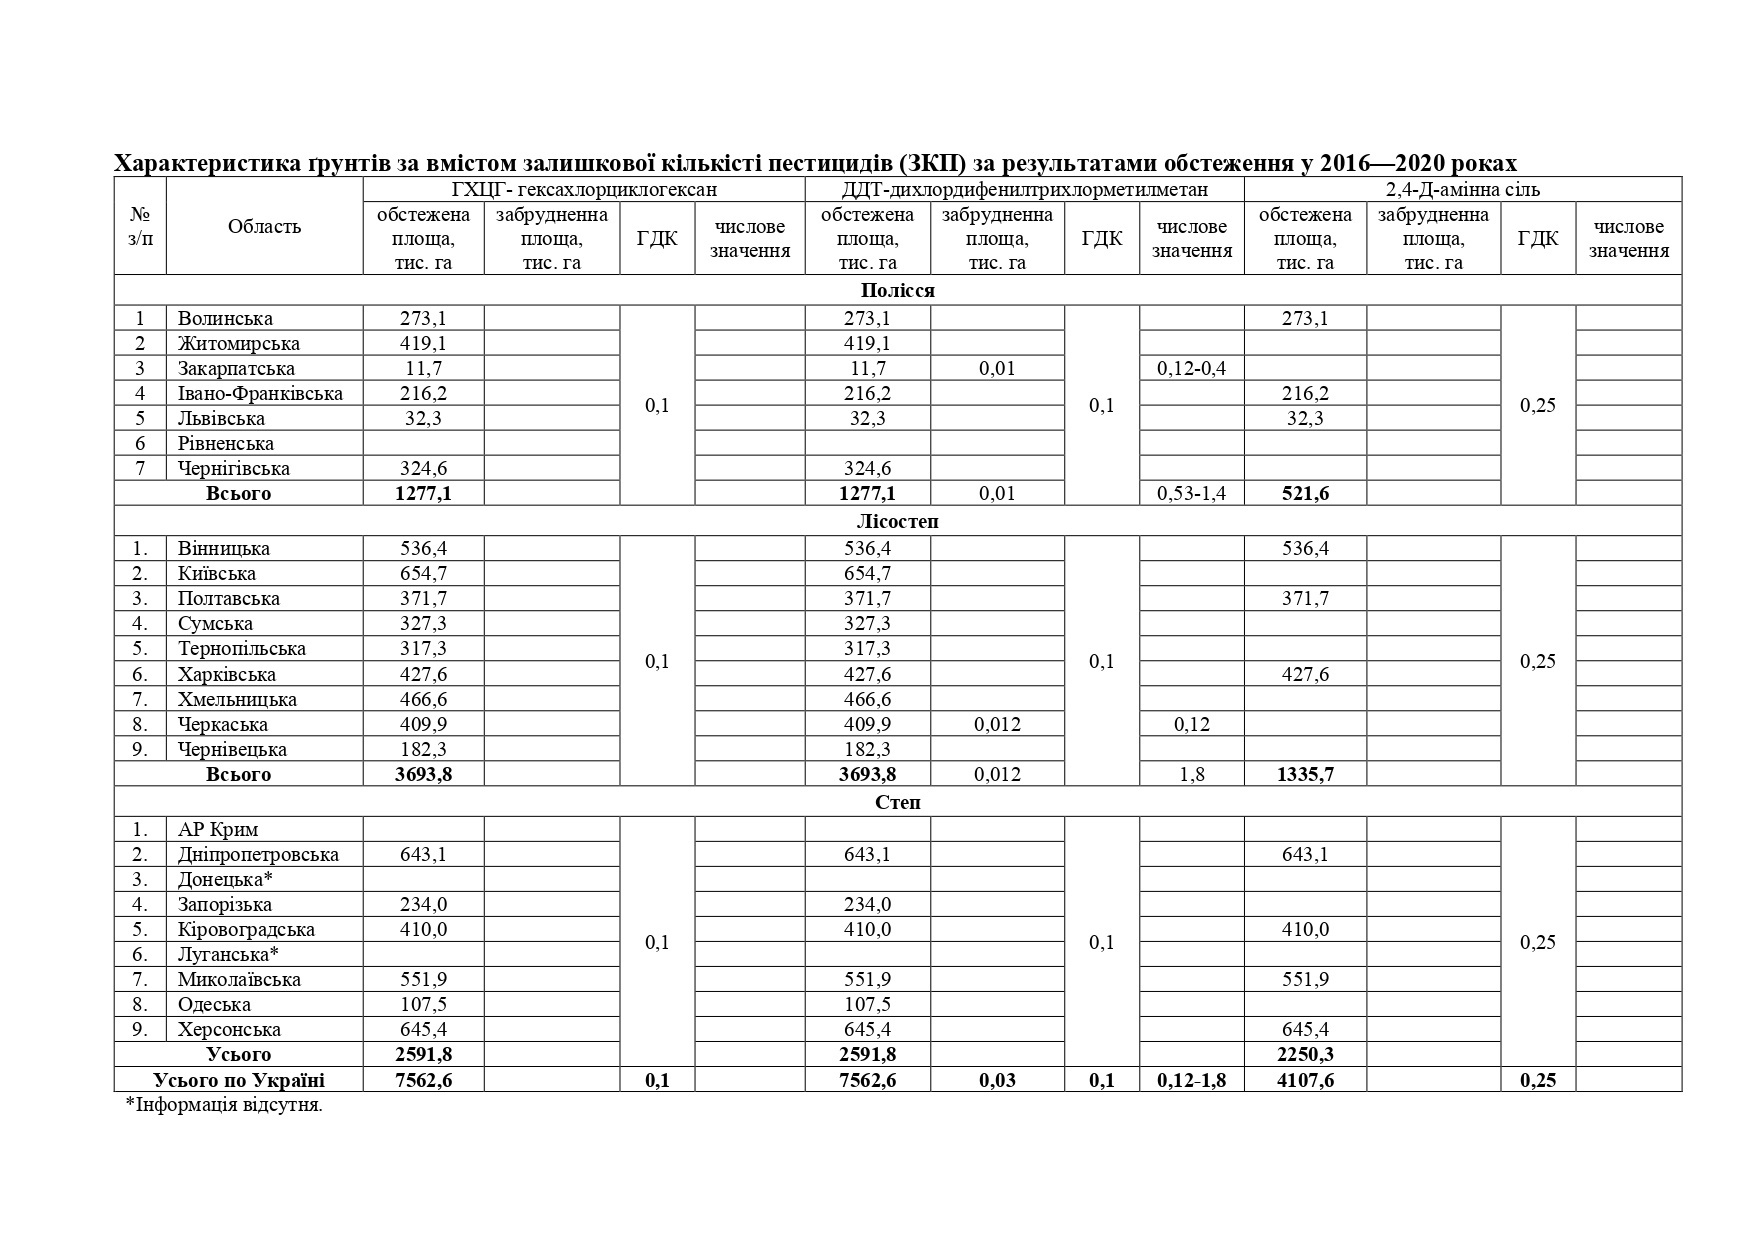 Характеристика ґрунтів за вмістом залишкової кількісті пестицидів (ЗКП) за результатами обстеження у 2016—2020 роках
№ з/п Область ГХЦГ- гексахлорциклогексан ДДТ-дихлордифенилтрихлорметилметан 2,4-Д-амінна сіль
обстежена площа, тис. га забрудненна площа, тис. га ГДК числове значення обстежена площа, тис. га забрудненна площа, тис. га ГДК числове значення обстежена площа, тис. га забрудненна площа, тис. га ГДК числове значення
Полісся
1 Волинська 273,1 273,1 273,1
2 Житомирська 419,1 419,1
3 Закарпатська 11,7 11,7 0,01 0,12-0,4
4 Івано-Франківська 216,2 216,2 216,2
0,1 0,1 0,25
5 Львівська 32,3 32,3 32,3
6 Рівненська
7 Чернігівська 324,6 324,6
Всього 1277,1 1277,1 0,01 0,53-1,4 521,6
Лісостеп
1. Вінницька 536,4 536,4 536,4
2. Київська 654,7 654,7
3. Полтавська 371,7 371,7 371,7
4. Сумська 327,3 327,3
5. Тернопільська 317,3 317,3
0,1 0,1 0,25
6. Харківська 427,6 427,6 427,6
7. Хмельницька 466,6 466,6
8. Черкаська 409,9 409,9 0,012 0,12
9. Чернівецька 182,3 182,3
Всього 3693,8 3693,8 0,012 1,8 1335,7
Степ
1. АР Крим
2. Дніпропетровська 643,1 643,1 643,1
3. Донецька*
4. Запорізька 234,0 234,0
5. Кіровоградська 410,0 410,0 410,0
0,1 0,1 0,25
6. Луганська*
7. Миколаївська 551,9 551,9 551,9
8. Одеська 107,5 107,5
9. Херсонська 645,4 645,4 645,4
Усього 2591,8 2591,8 2250,3
Усього по Україні 7562,6 0,1 7562,6 0,03 0,1 0,12-1,8 4107,6 0,25
*Інформація відсутня.